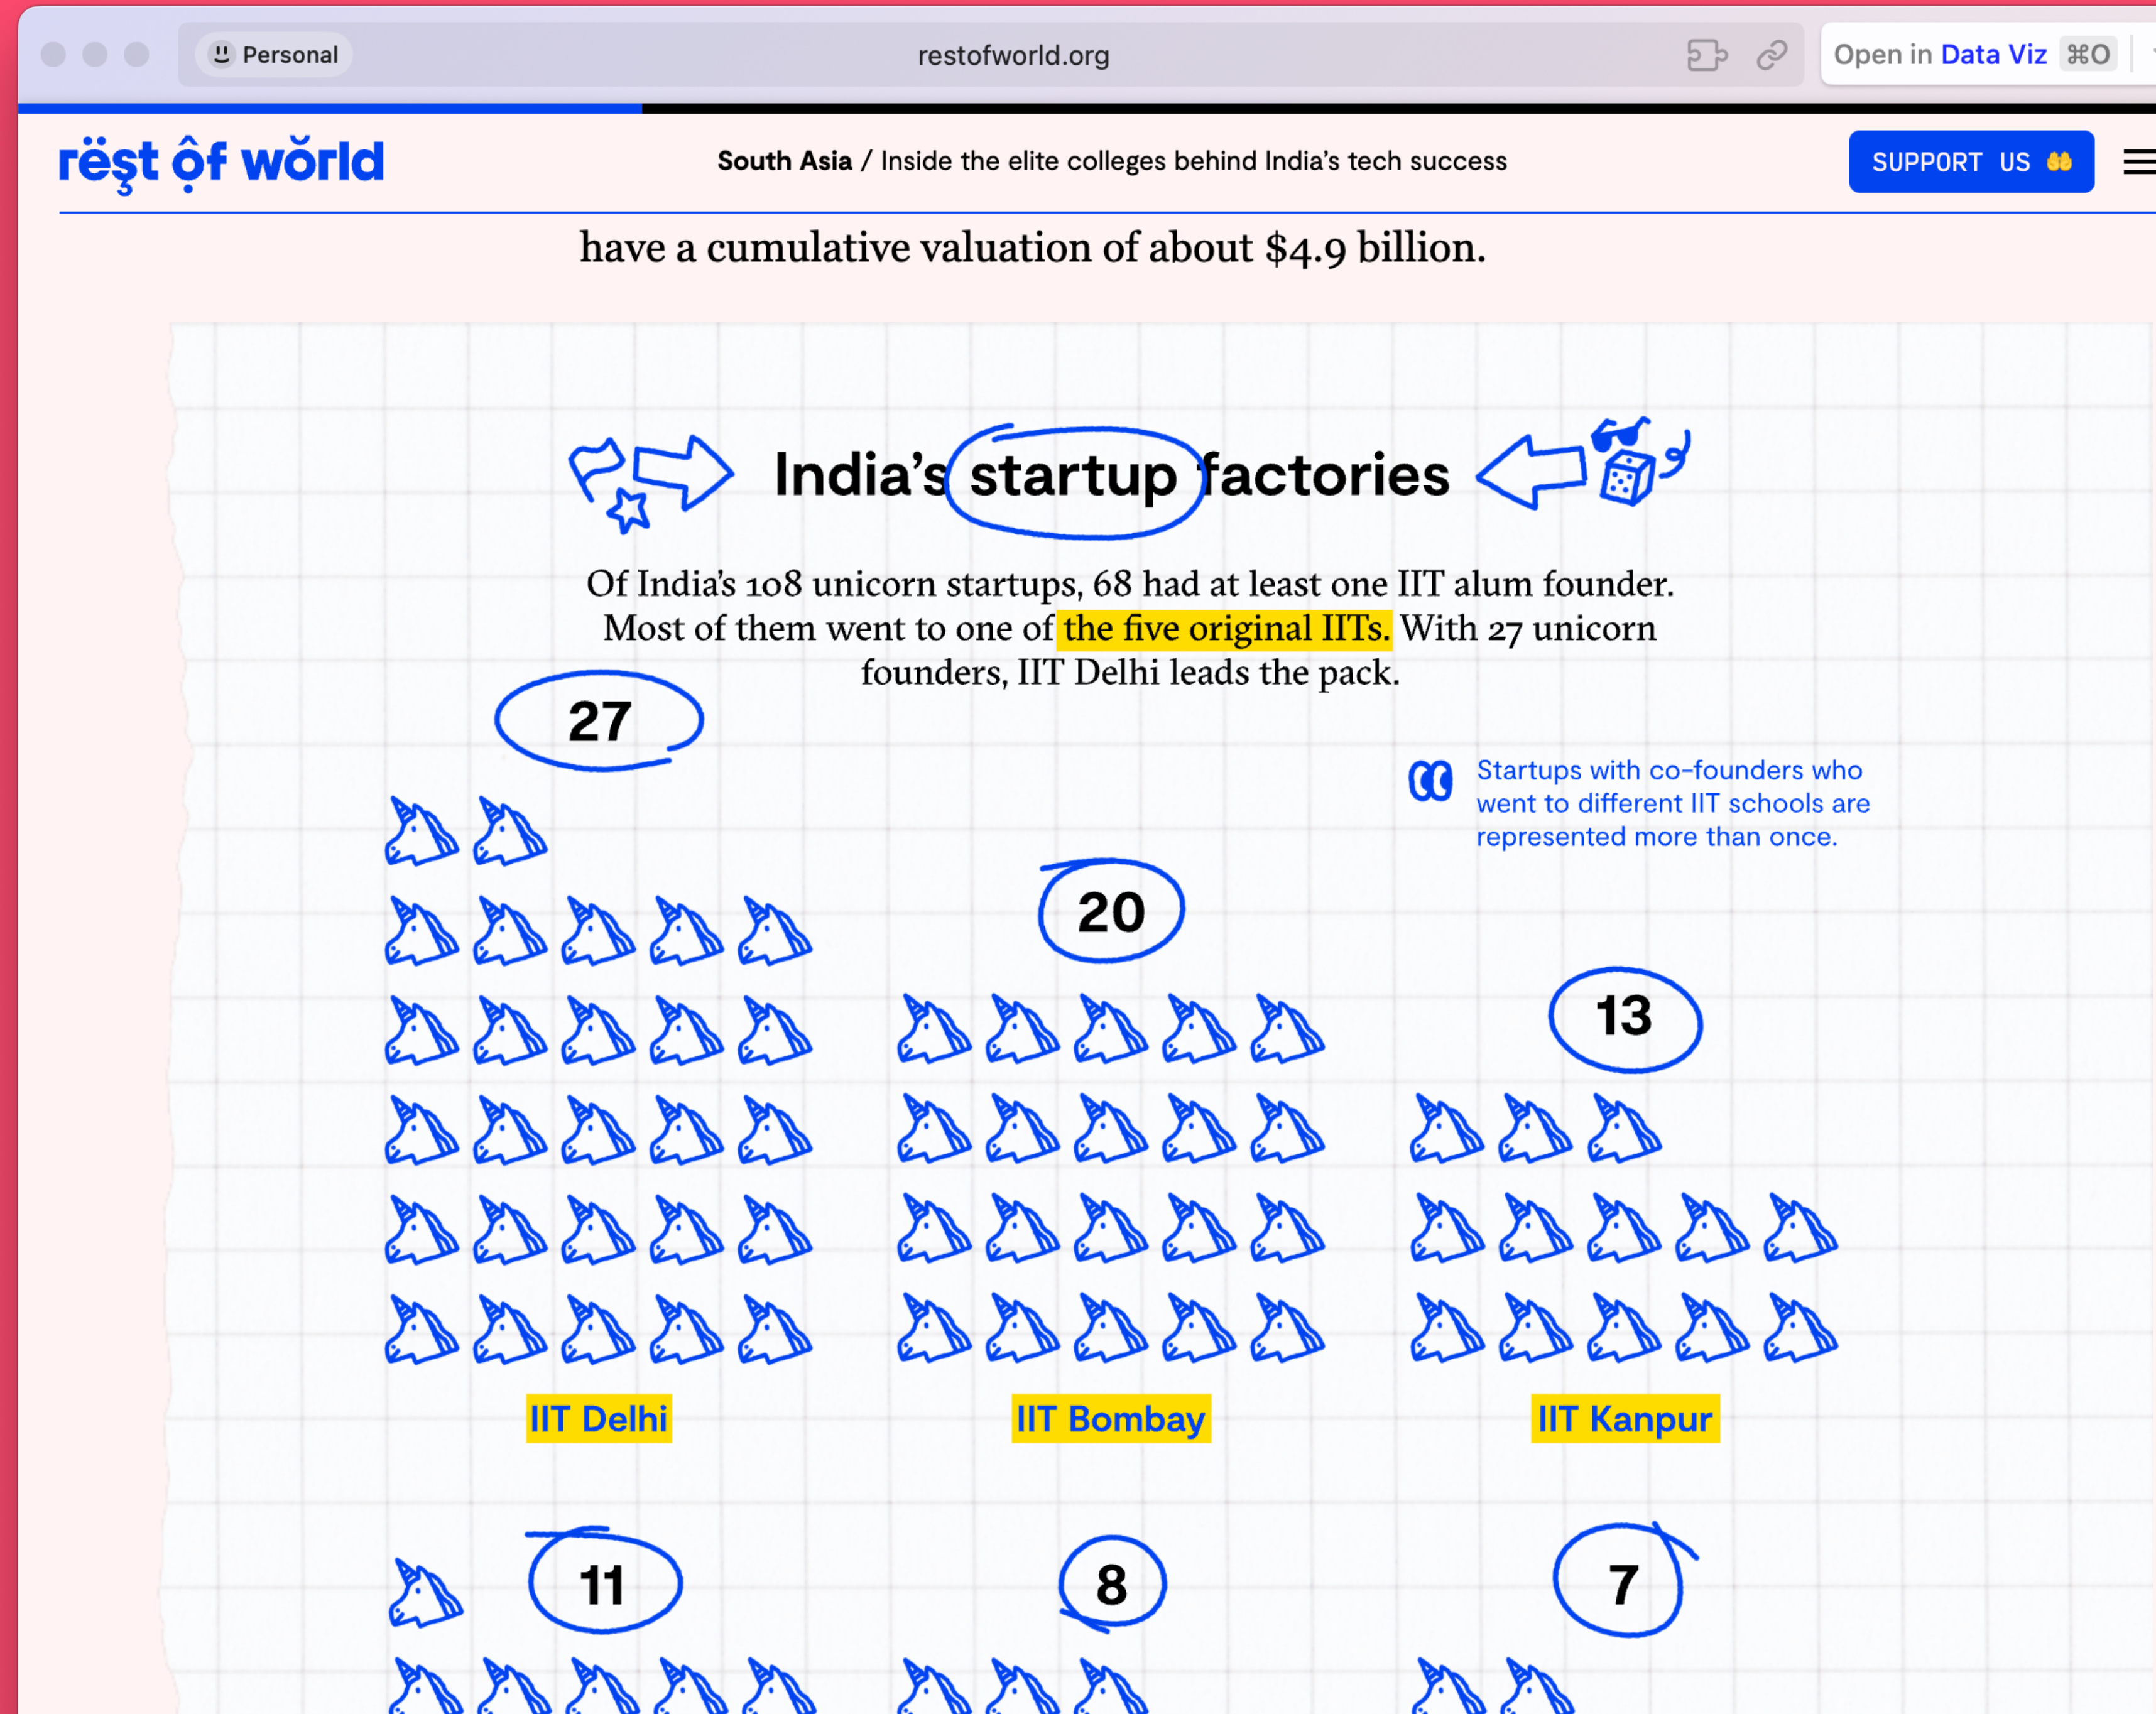 Personal
restofworld.org
Open in Data Viz ⌘O
rëşt ộf wŏrld
South Asia / Inside the elite colleges behind India’s tech success
SUPPORT US 🤲
have a cumulative valuation of about $4.9 billion.
India’s startup factories
Of India’s 108 unicorn startups, 68 had at least one IIT alum founder.
Most of them went to one of the five original IITs. With 27 unicorn
founders, IIT Delhi leads the pack.
27
Startups with co-founders who
went to different IIT schools are
represented more than once.
20
13
IIT Delhi
IIT Bombay
IIT Kanpur
11
8
7